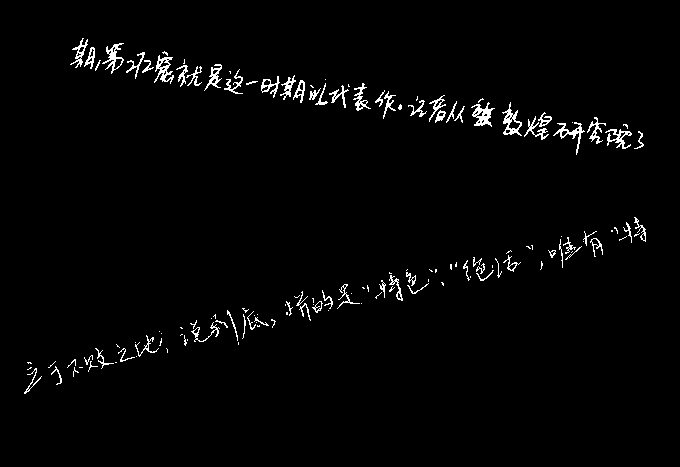 期,第272窟就是这一时期的代表作。记者从敦煌研究院了
立于不败之地;说到底,拼的是“特色”、“绝活”,唯有“特